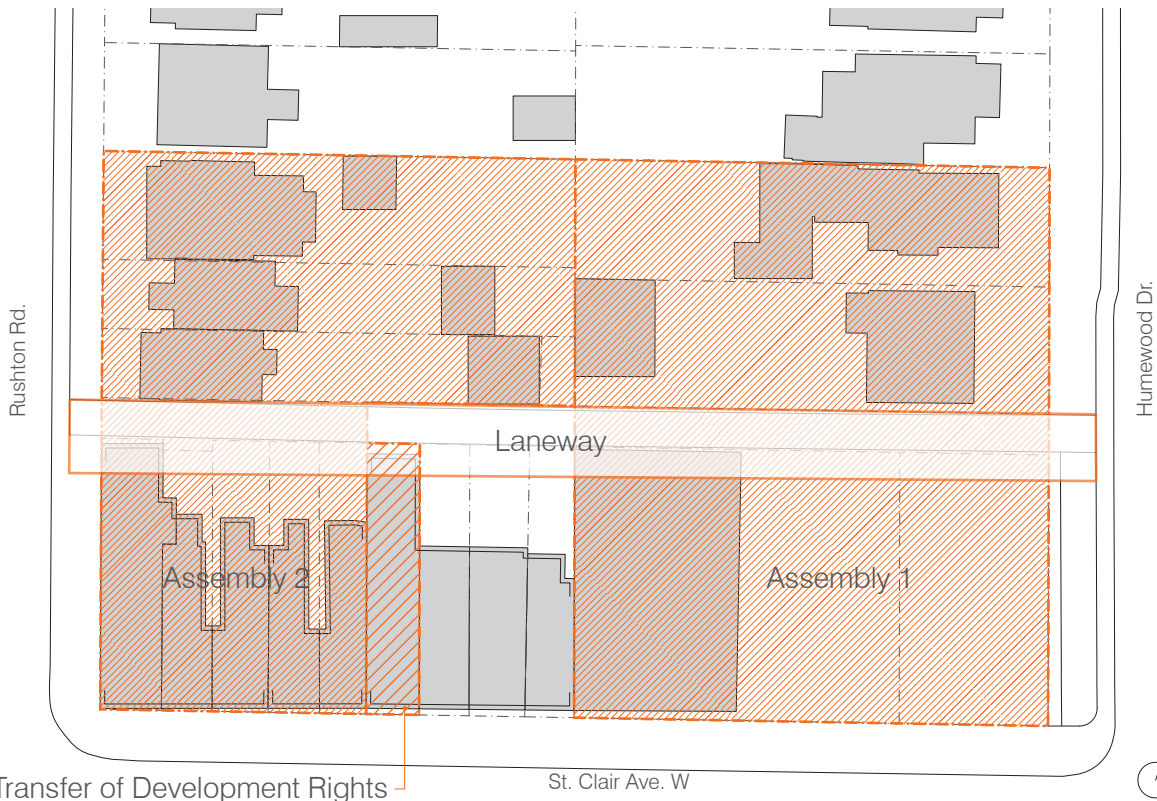 Rushton Rd.
Humewood Dr.
Laneway
Assembly 2
Assembly 1
Transfer of Development Rights
St. Clair Ave. W